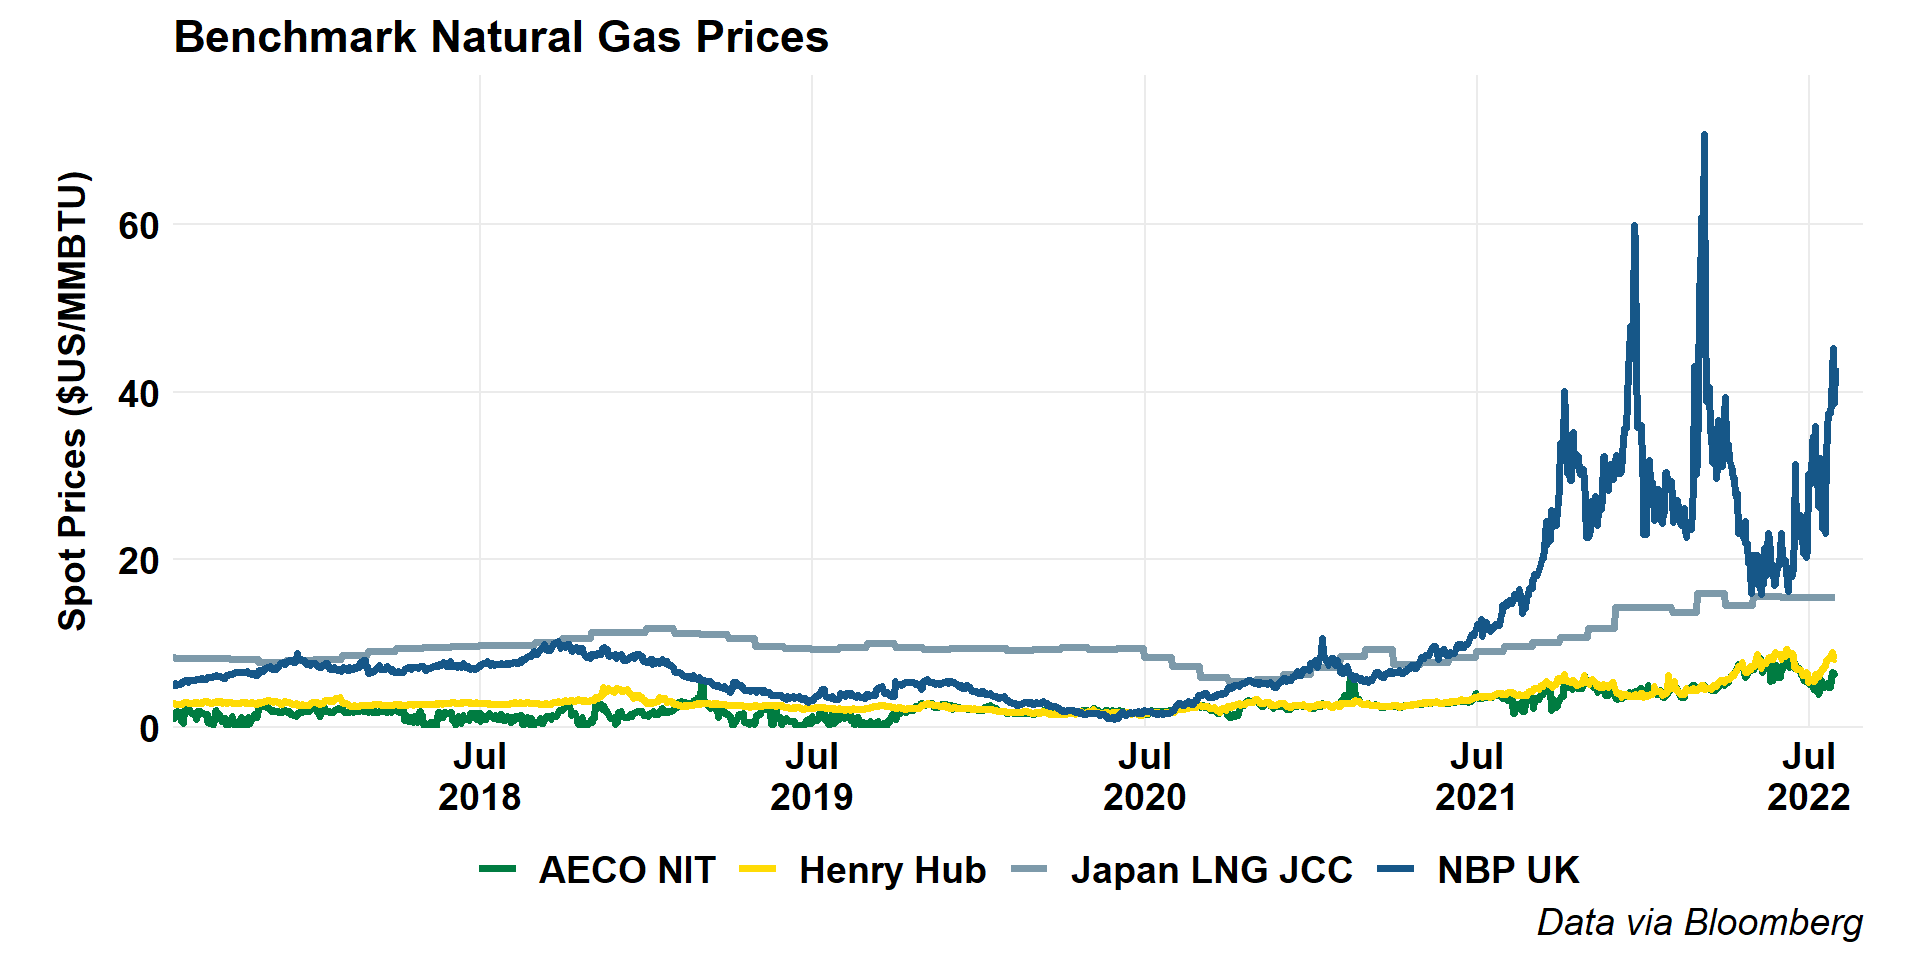 Benchmark Natural Gas Prices
Spot Prices ($US/MMBTU)
60
40
20
0
Jul Jul Jul Jul Jul
2018 2019 2020 2021 2022
AECO NIT Henry Hub Japan LNG JCC NBP UK
Data via Bloomberg